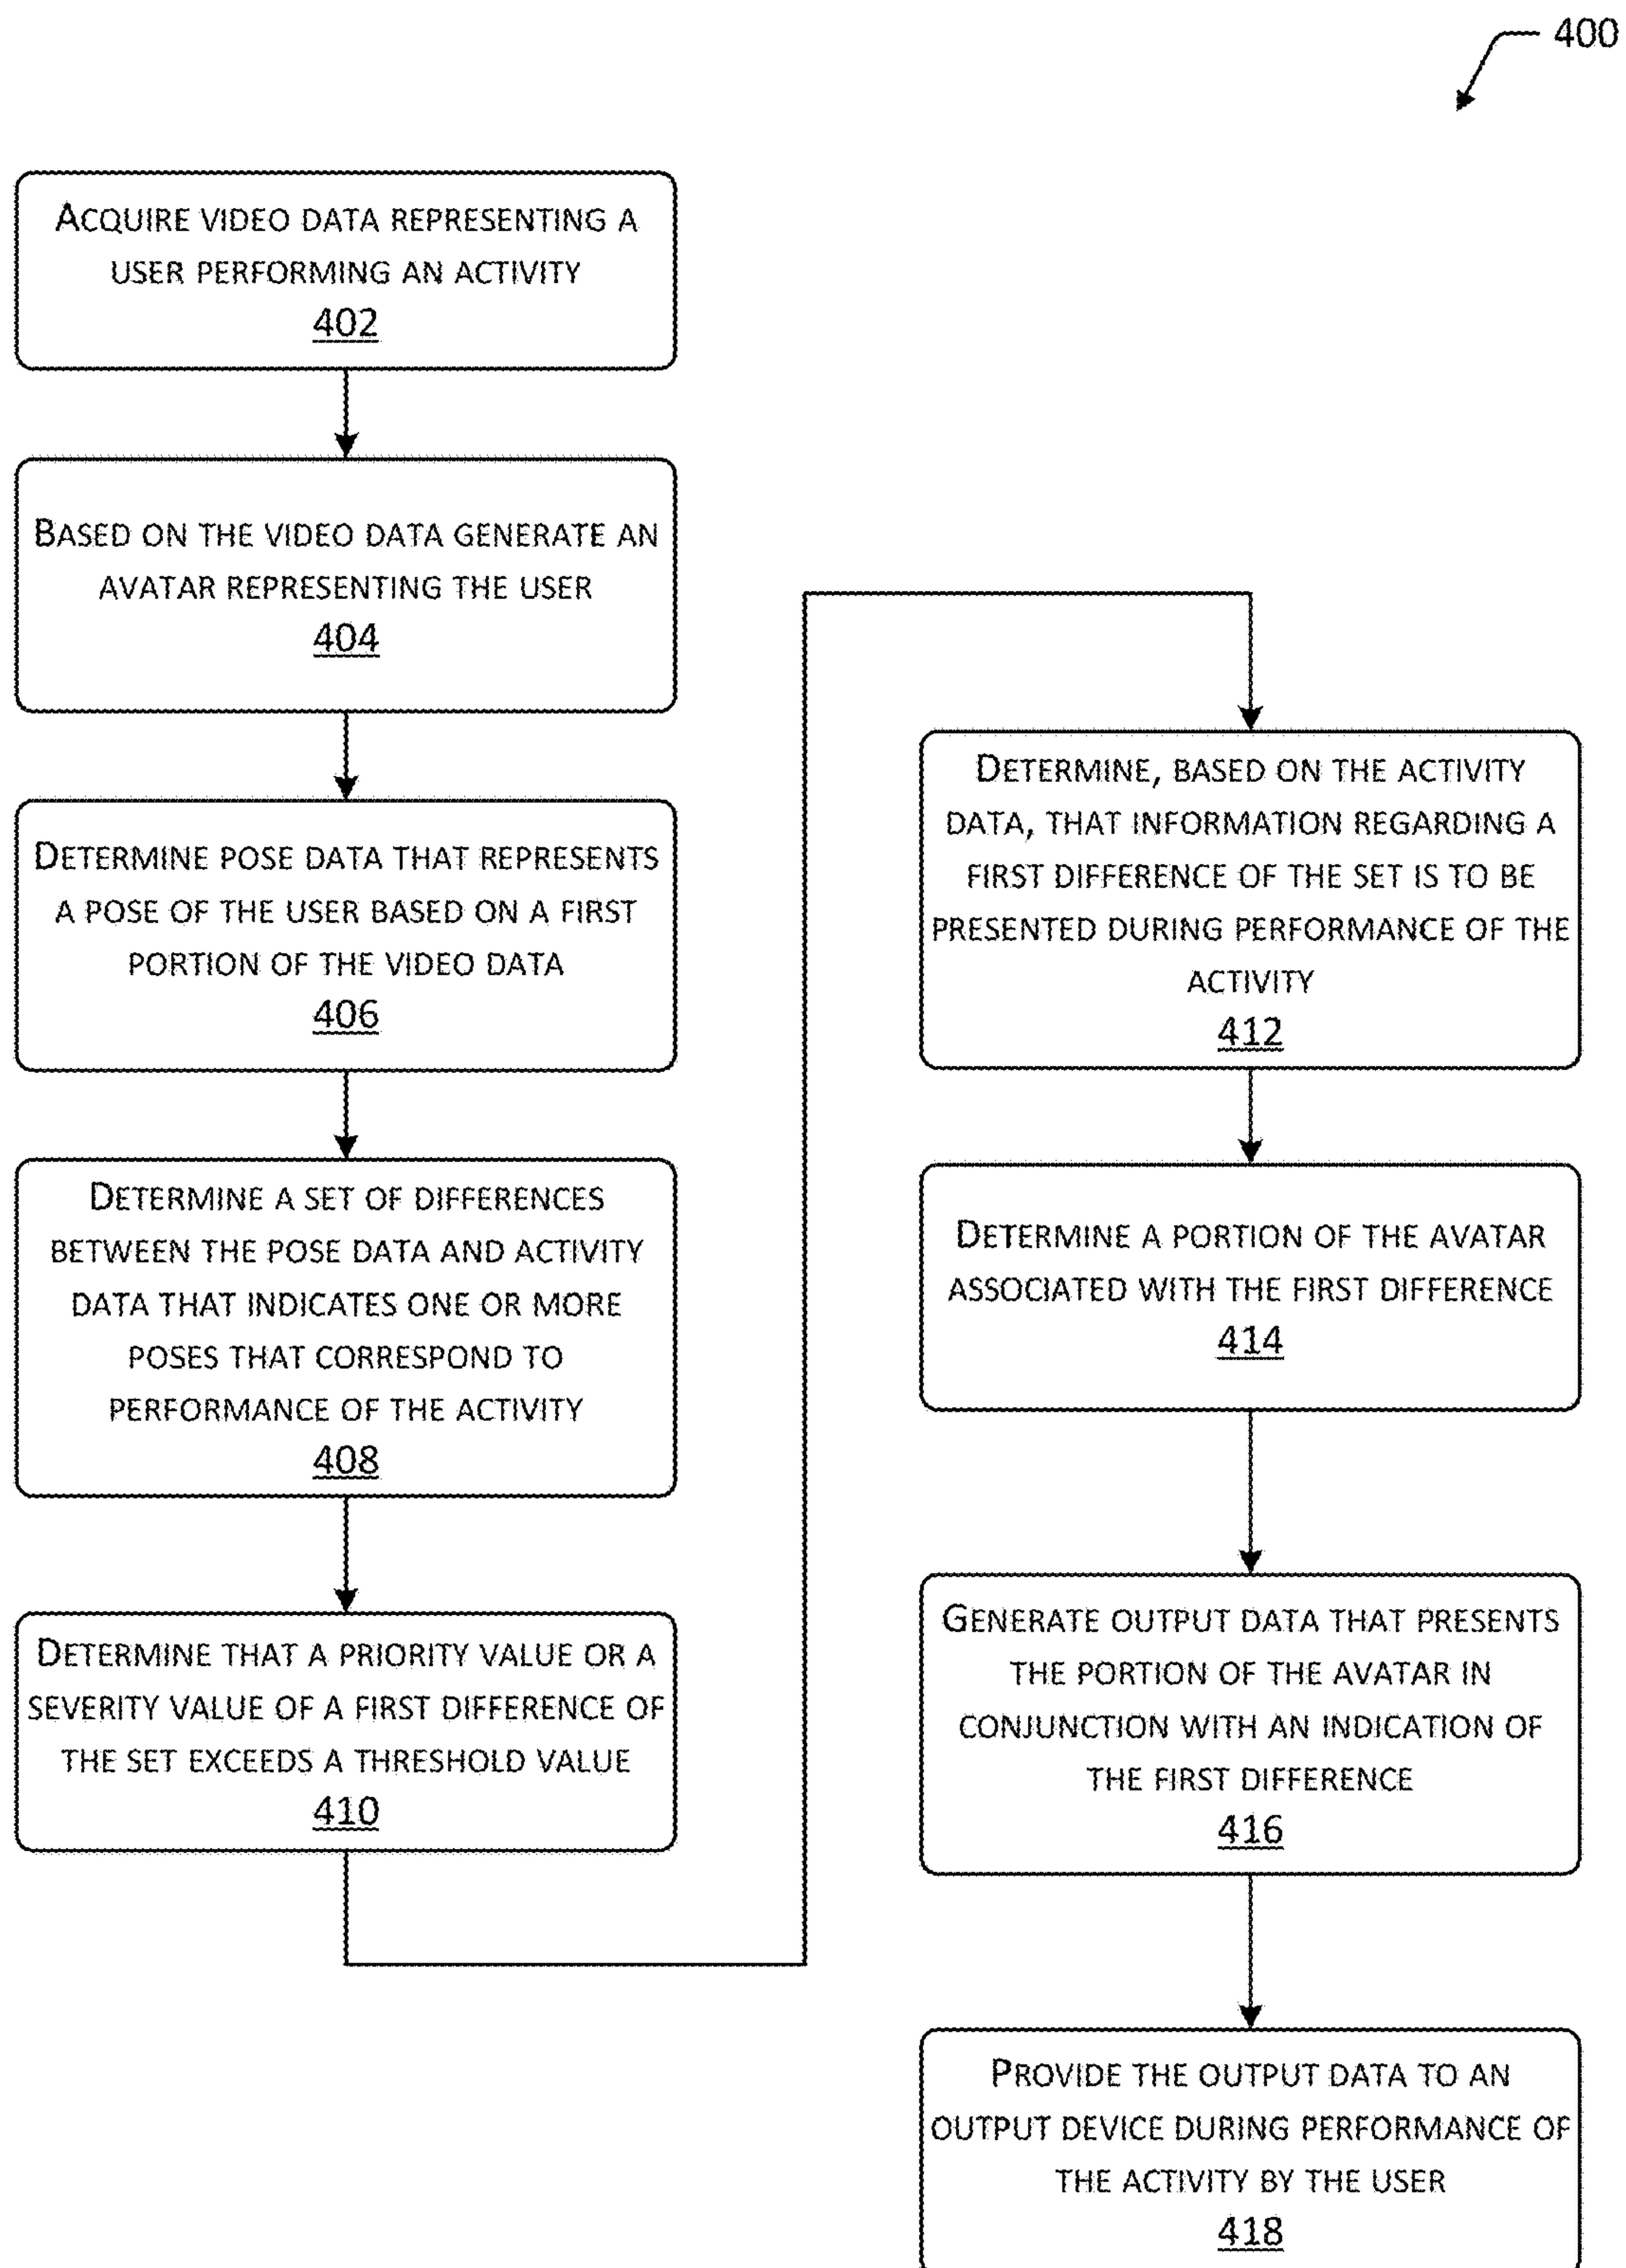 400
ACQUIRE VIDEO DATA REPRESENTING A
USER PERFORMING AN ACTIVITY
402
BASED ON THE VIDEO DATA GENERATE AN
AVATAR REPRESENTING THE USER
404
DETERMINE POSE DATA THAT REPRESENTS
A POSE OF THE USER BASED ON A FIRST
PORTION OF THE VIDEO DATA
406
DETERMINE A SET OF DIFFERENCES
BETWEEN THE POSE DATA AND ACTIVITY
DATA THAT INDICATES ONE OR MORE
POSES THAT CORRESPOND TO
PERFORMANCE OF THE ACTIVITY
408
DETERMINE THAT A PRIORITY VALUE OR A
SEVERITY VALUE OF A FIRST DIFFERENCE OF
THE SET EXCEEDS A THRESHOLD VALUE
410
DETERMINE, BASED ON THE ACTIVITY
DATA, THAT INFORMATION REGARDING A
FIRST DIFFERENCE OF THE SET IS TO BE
PRESENTED DURING PERFORMANCE OF THE
ACTIVITY
412
DETERMINE A PORTION OF THE AVATAR
ASSOCIATED WITH THE FIRST DIFFERENCE
414
GENERATE OUTPUT DATA THAT PRESENTS
THE PORTION OF THE AVATAR IN
CONJUNCTION WITH AN INDICATION OF
THE FIRST DIFFERENCE
416
PROVIDE THE OUTPUT DATA TO AN
OUTPUT DEVICE DURING PERFORMANCE OF
THE ACTIVITY BY THE USER
418